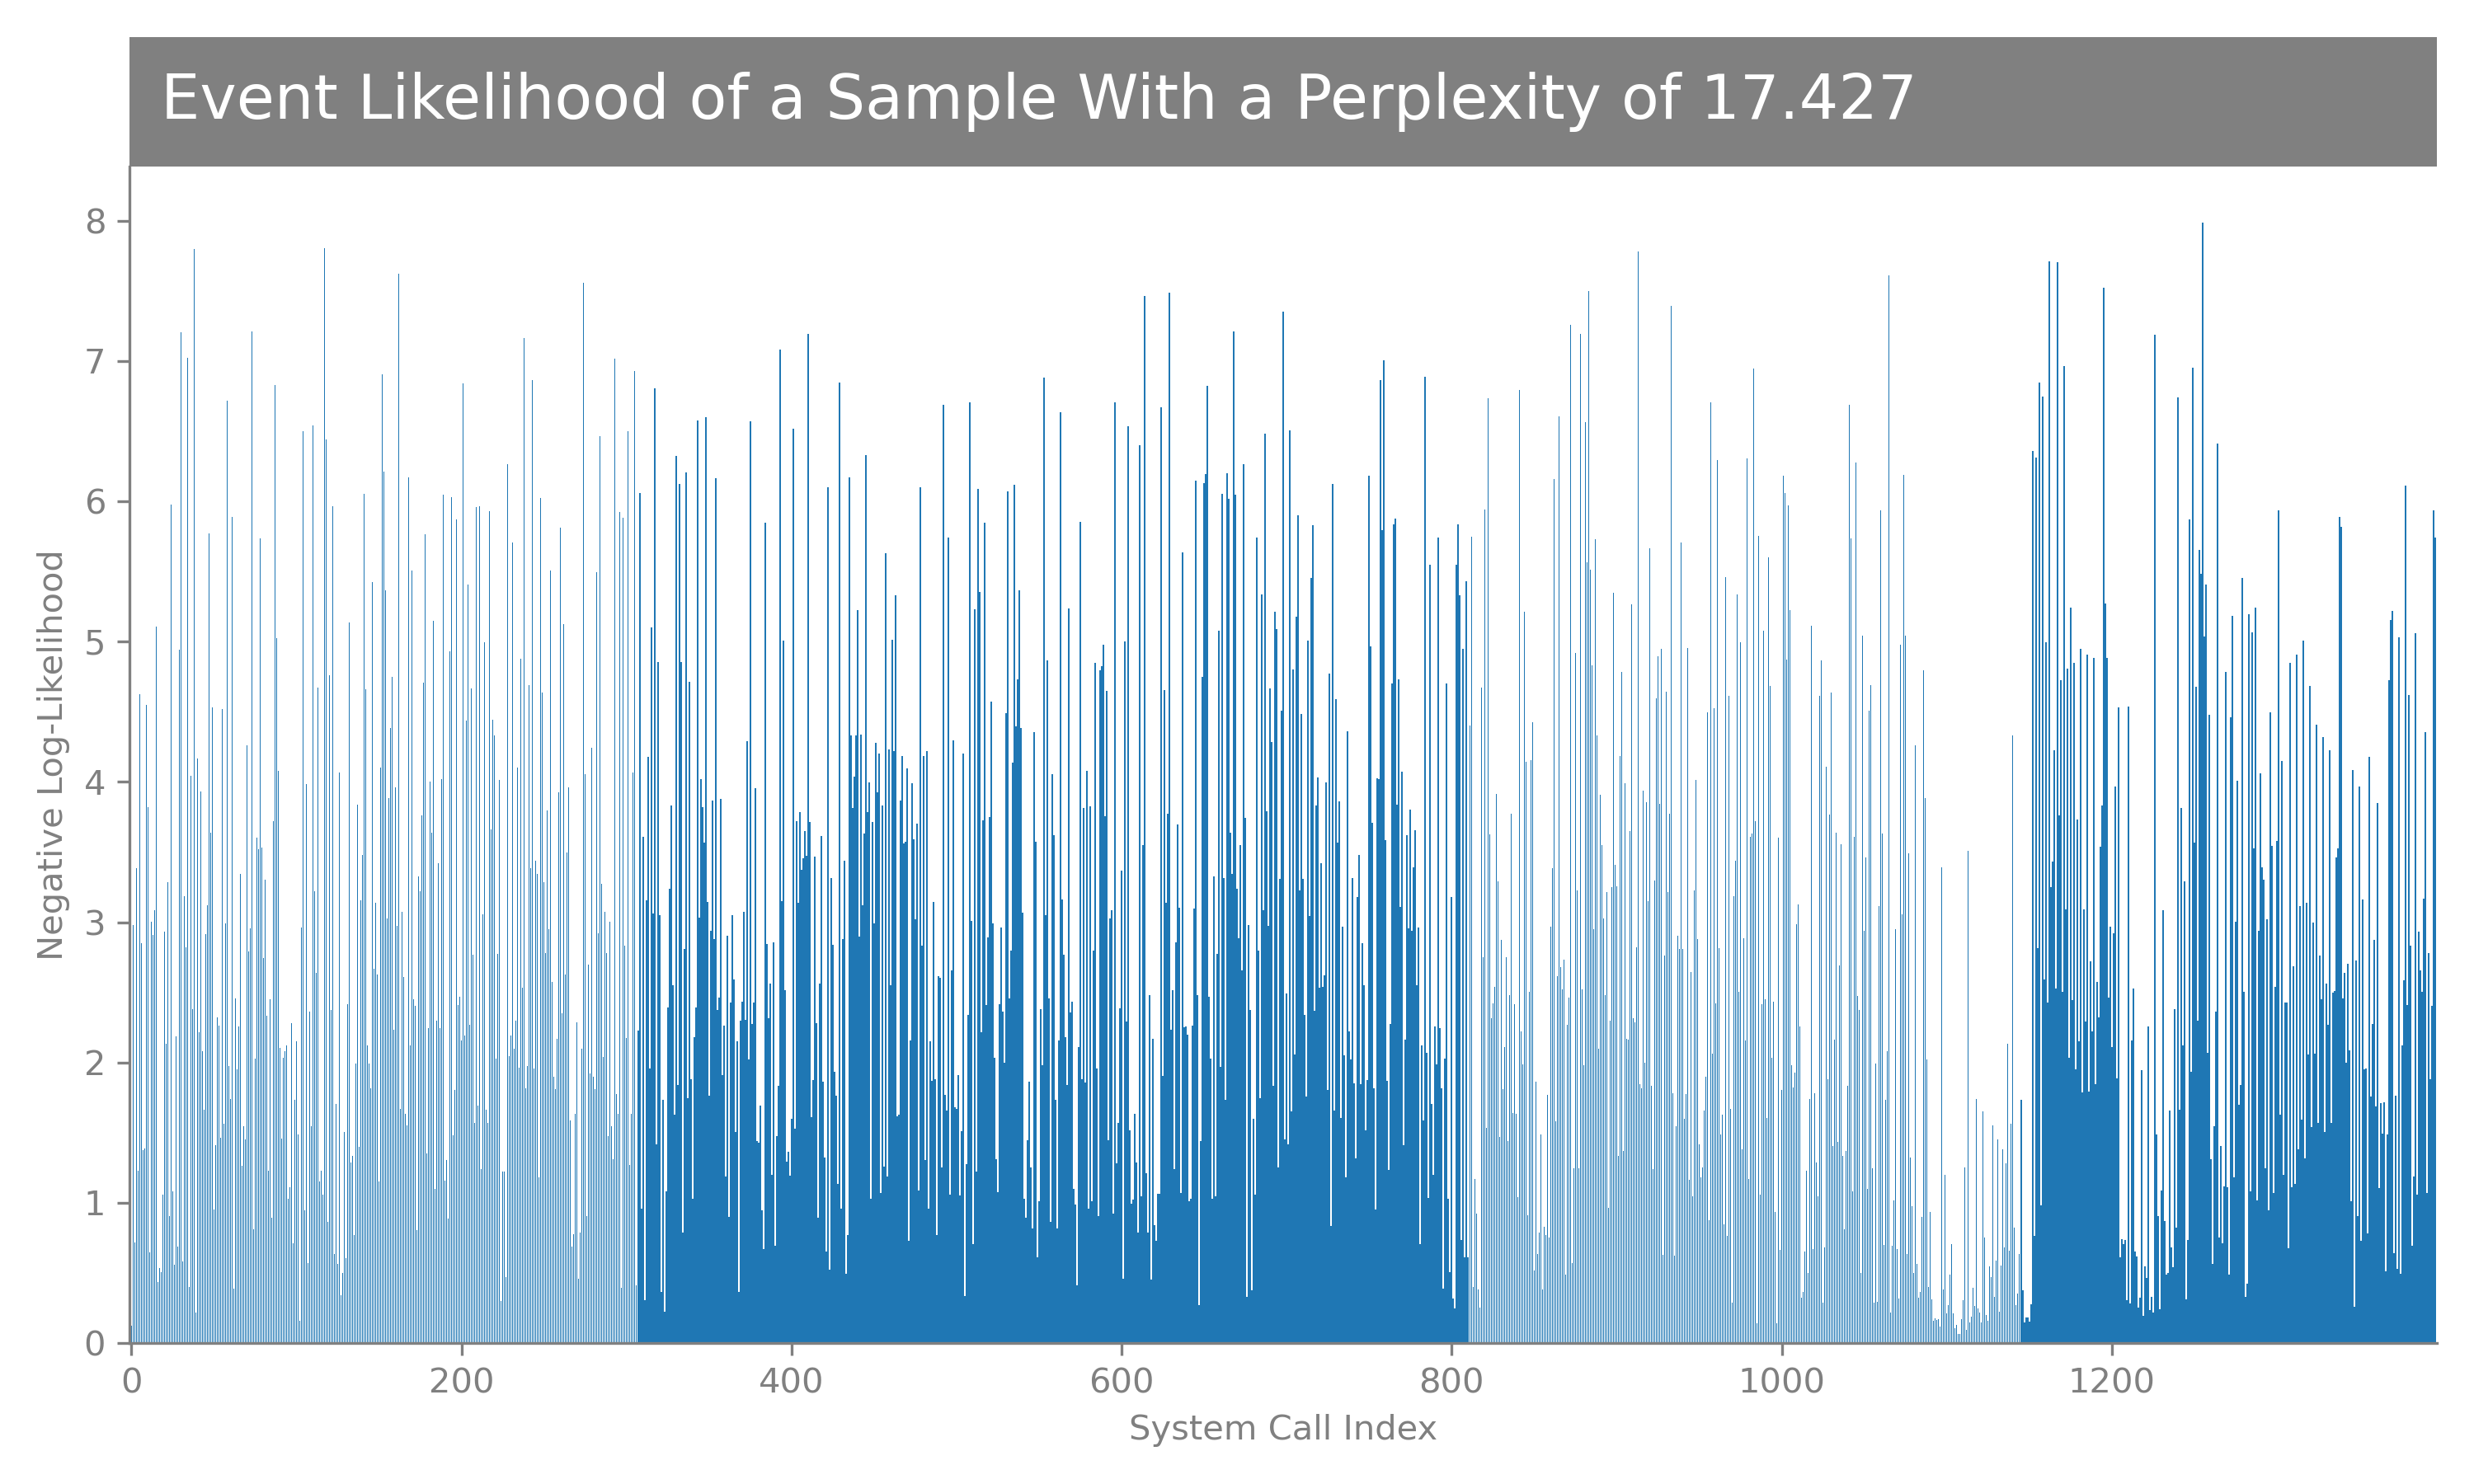 Event Likelihood of a Sample With a Perplexity of 17.427
8
7
6
5
4
3
2
1
0
Negative Log-Likelihood
0 200 400 600 800 1000 1200
System Call Index